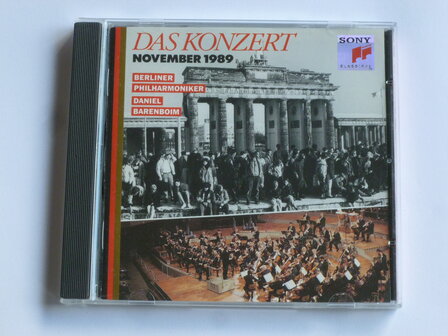 DAS KONZERT
NOVEMBER 1989
BERLINER
PHILHARMONIKER
DANIEL
BARENBOIM
SONY
CLASSICAL